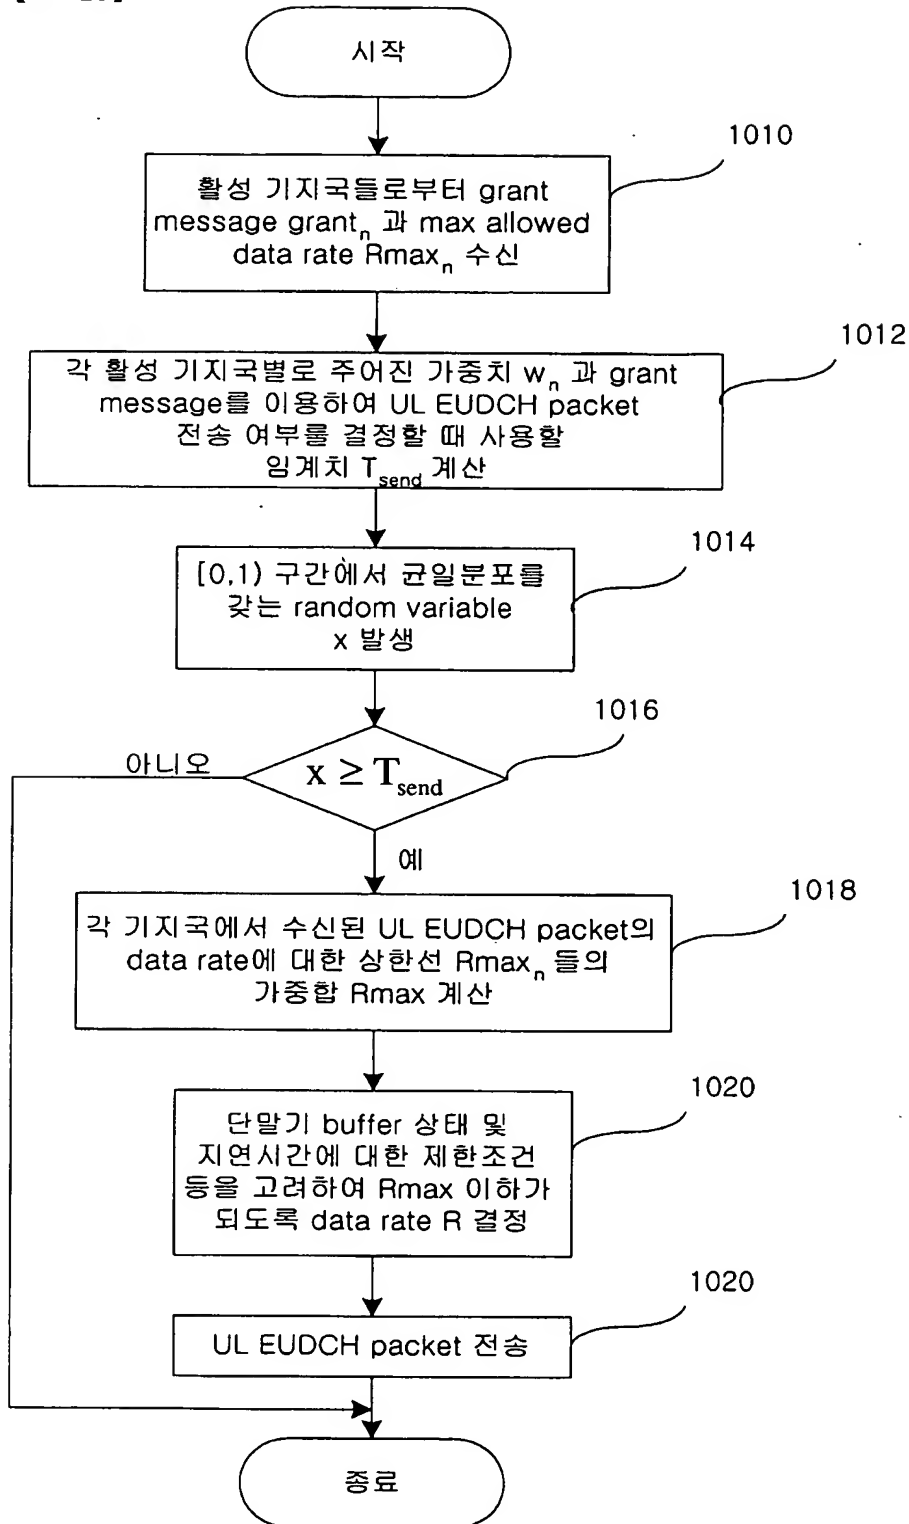 시작
1010
활성 기지국들로부터 grant
message grantₙ 과 max allowed
data rate Rmaxₙ 수신
1012
각 활성 기지국별로 주어진 가중치 wₙ 과 grant
message를 이용하여 UL EUDCH packet
전송 여부를 결정할 때 사용할
임계치 T_send 계산
1014
[0,1) 구간에서 균일분포를
갖는 random variable
x 발생
1016
아니오
x ≥ T_send
예
1018
각 기지국에서 수신된 UL EUDCH packet의
data rate에 대한 상한선 Rmaxₙ 들의
가중합 Rmax 계산
1020
단말기 buffer 상태 및
지연시간에 대한 제한조건
등을 고려하여 Rmax 이하가
되도록 data rate R 결정
1020
UL EUDCH packet 전송
종료